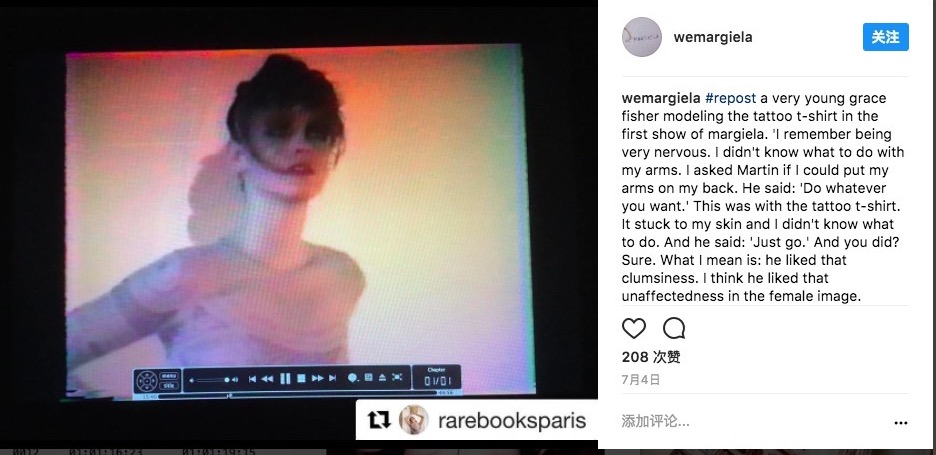 wemargiela
关注
wemargiela #repost a very young grace
fisher modeling the tattoo t-shirt in the
first show of margiela. 'I remember being
very nervous. I didn't know what to do with
my arms. I asked Martin if I could put my
arms on my back. He said: 'Do whatever
you want.' This was with the tattoo t-shirt.
It stuck to my skin and I didn't know what
to do. And he said: 'Just go.' And you did?
Sure. What I mean is: he liked that
clumsiness. I think he liked that
unaffectedness in the female image.
208 次赞
7月4日
添加评论...
menu
title
Chapter
01/01
rarebooksparis